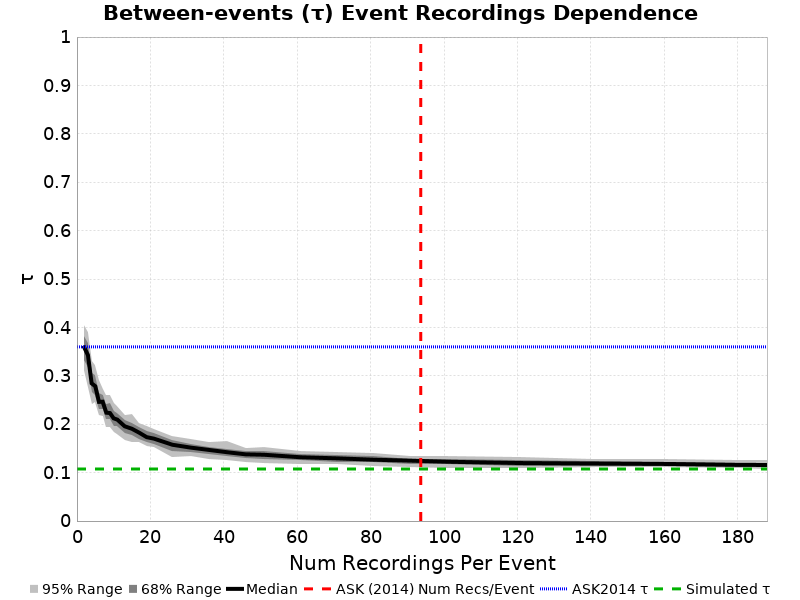 Between-events (τ) Event Recordings Dependence
1
0.9
0.8
0.7
0.6
0.5
0.4
0.3
0.2
0.1
0
τ
0 20 40 60 80 100 120 140 160 180
Num Recordings Per Event
95% Range 68% Range Median ASK (2014) Num Recs/Event ASK2014 τ Simulated τ